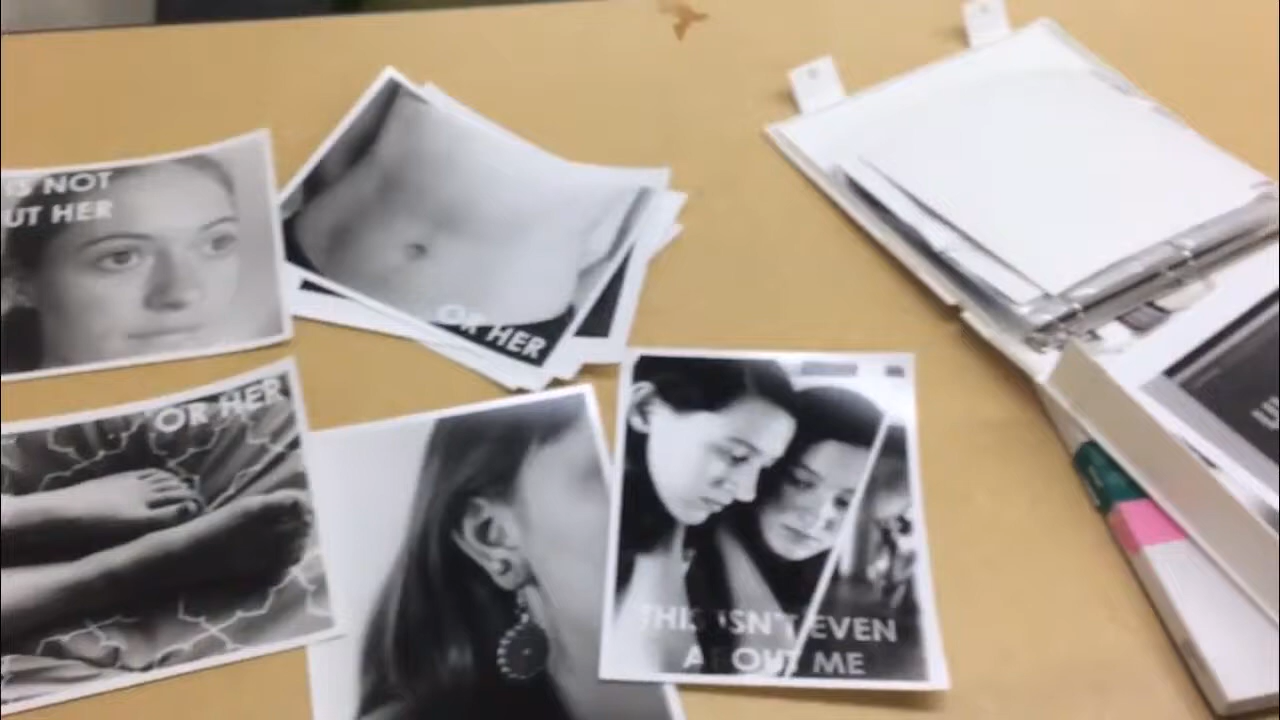 IS NOT
UT HER
OR HER
OR HER
THIS ISN'T EVEN
ABOUT ME